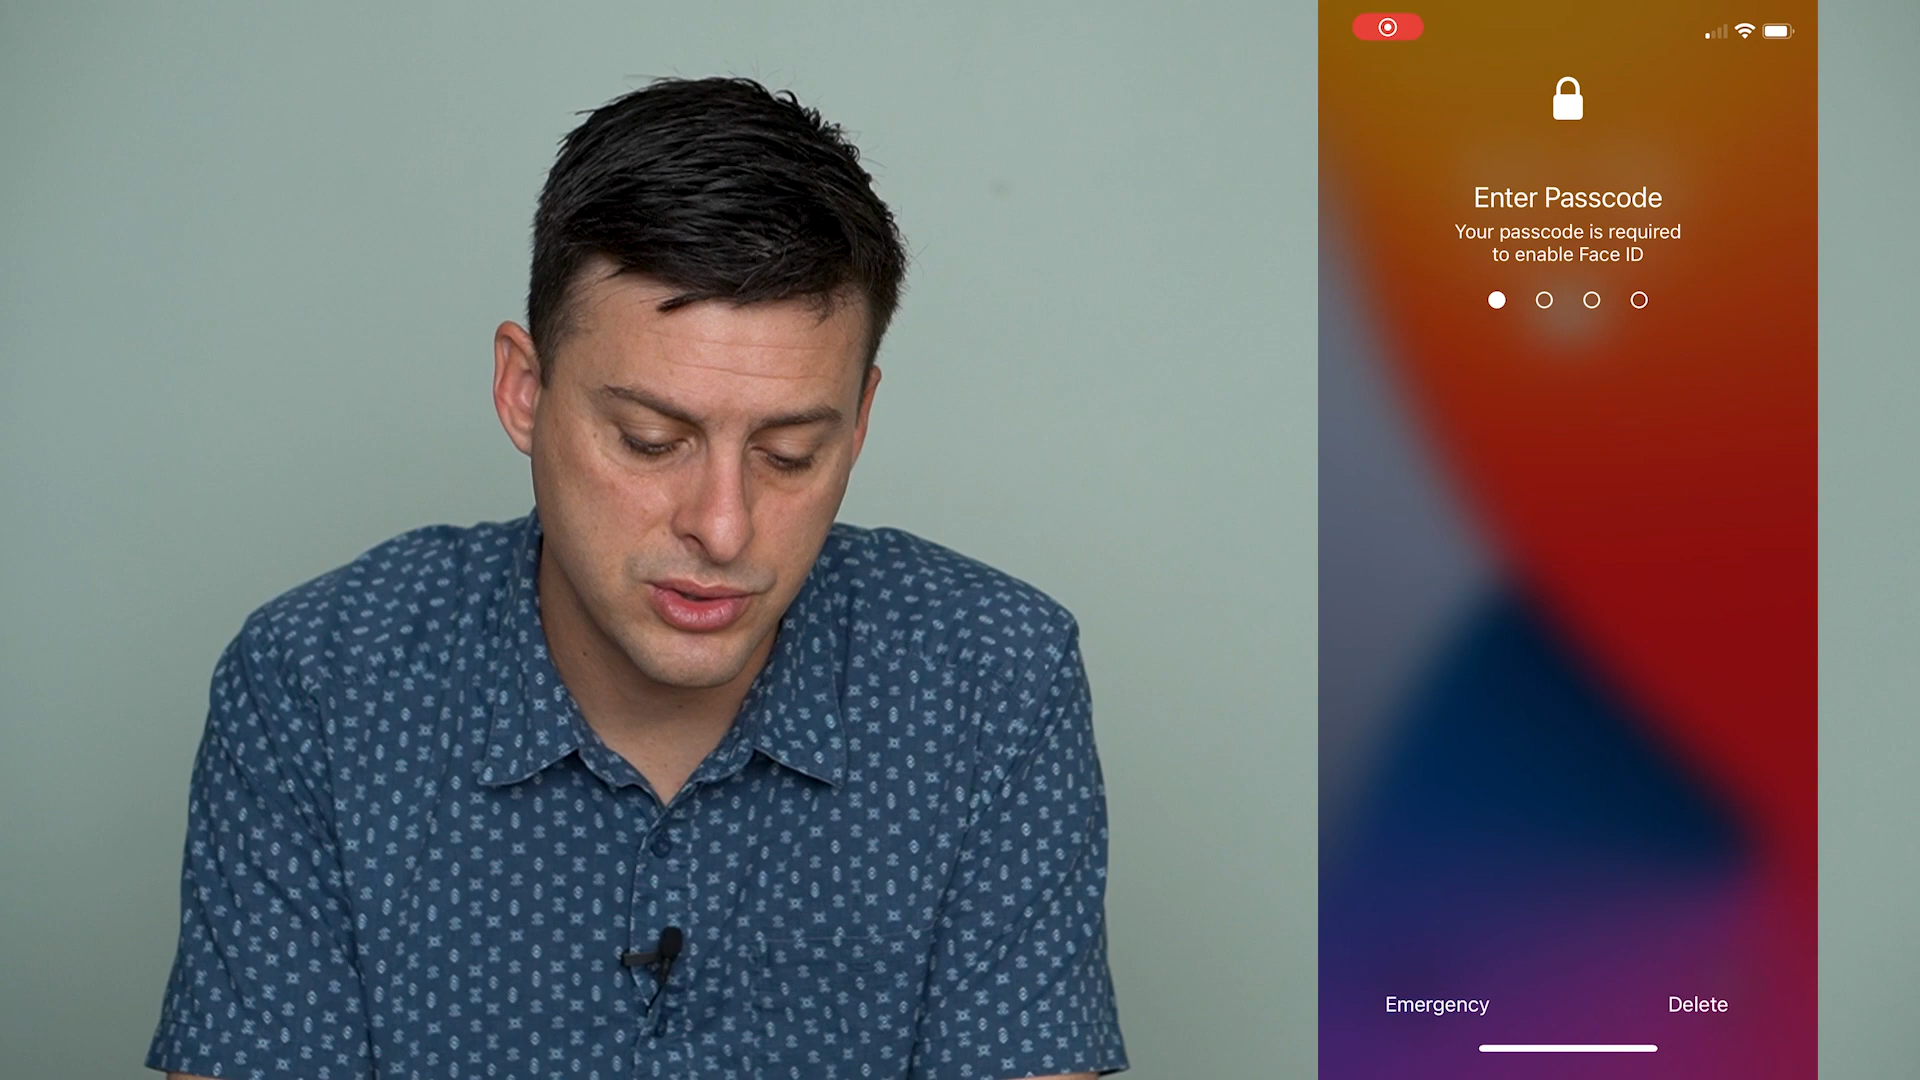 Enter Passcode
Your passcode is required
to enable Face ID
Emergency
Delete